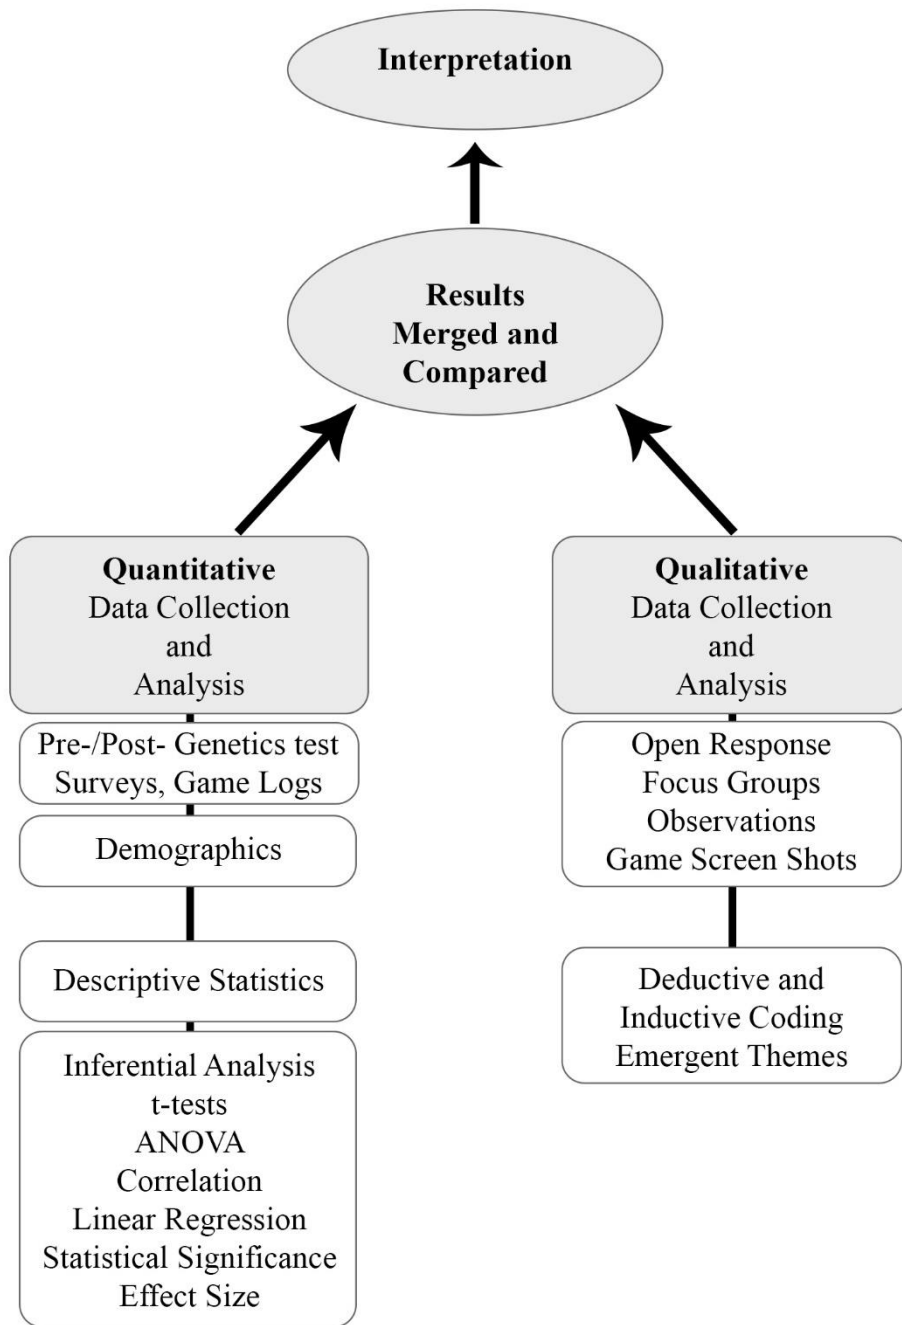 Interpretation
Results
Merged and
Compared
Quantitative
Data Collection
and
Analysis
Pre-/Post- Genetics test
Surveys, Game Logs
Demographics
Descriptive Statistics
Inferential Analysis
t-tests
ANOVA
Correlation
Linear Regression
Statistical Significance
Effect Size
Qualitative
Data Collection
and
Analysis
Open Response
Focus Groups
Observations
Game Screen Shots
Deductive and
Inductive Coding
Emergent Themes